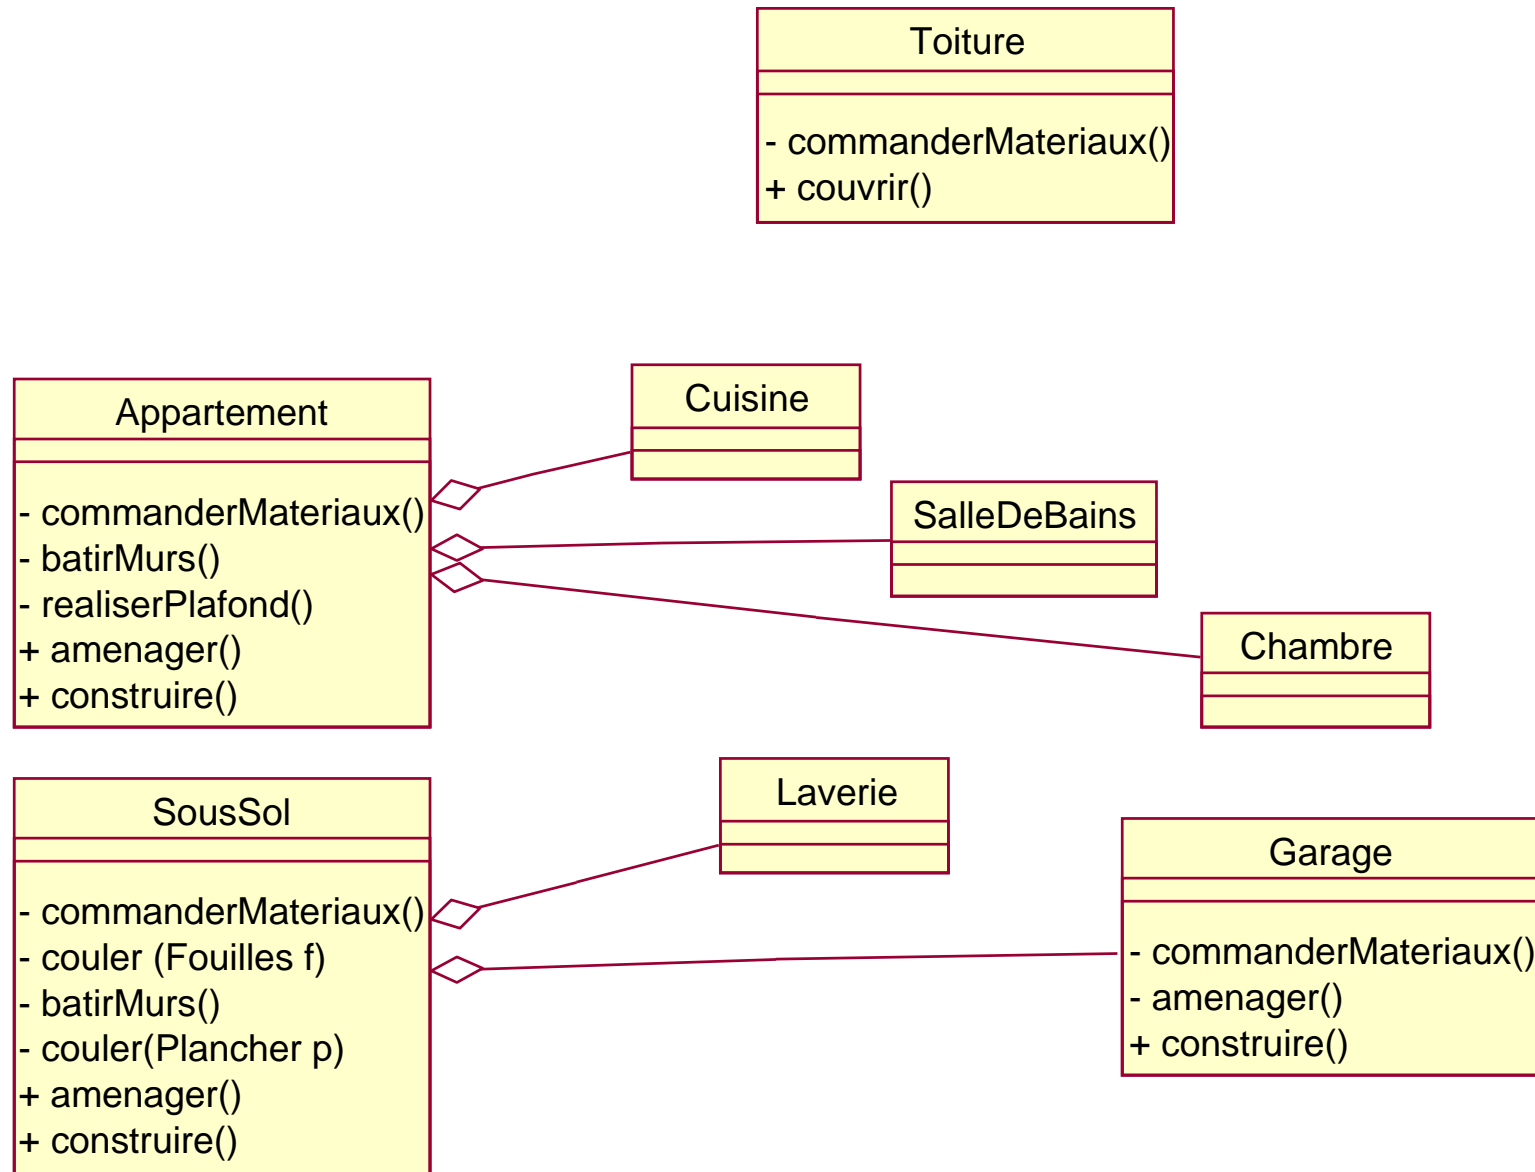 Toiture
- commanderMateriaux()
+ couvrir()
Appartement
- commanderMateriaux()
- batirMurs()
- realiserPlafond()
+ amenager()
+ construire()
Cuisine
SalleDeBains
Chambre
SousSol
- commanderMateriaux()
- couler (Fouilles f)
- batirMurs()
- couler(Plancher p)
+ amenager()
+ construire()
Laverie
Garage
- commanderMateriaux()
- amenager()
+ construire()